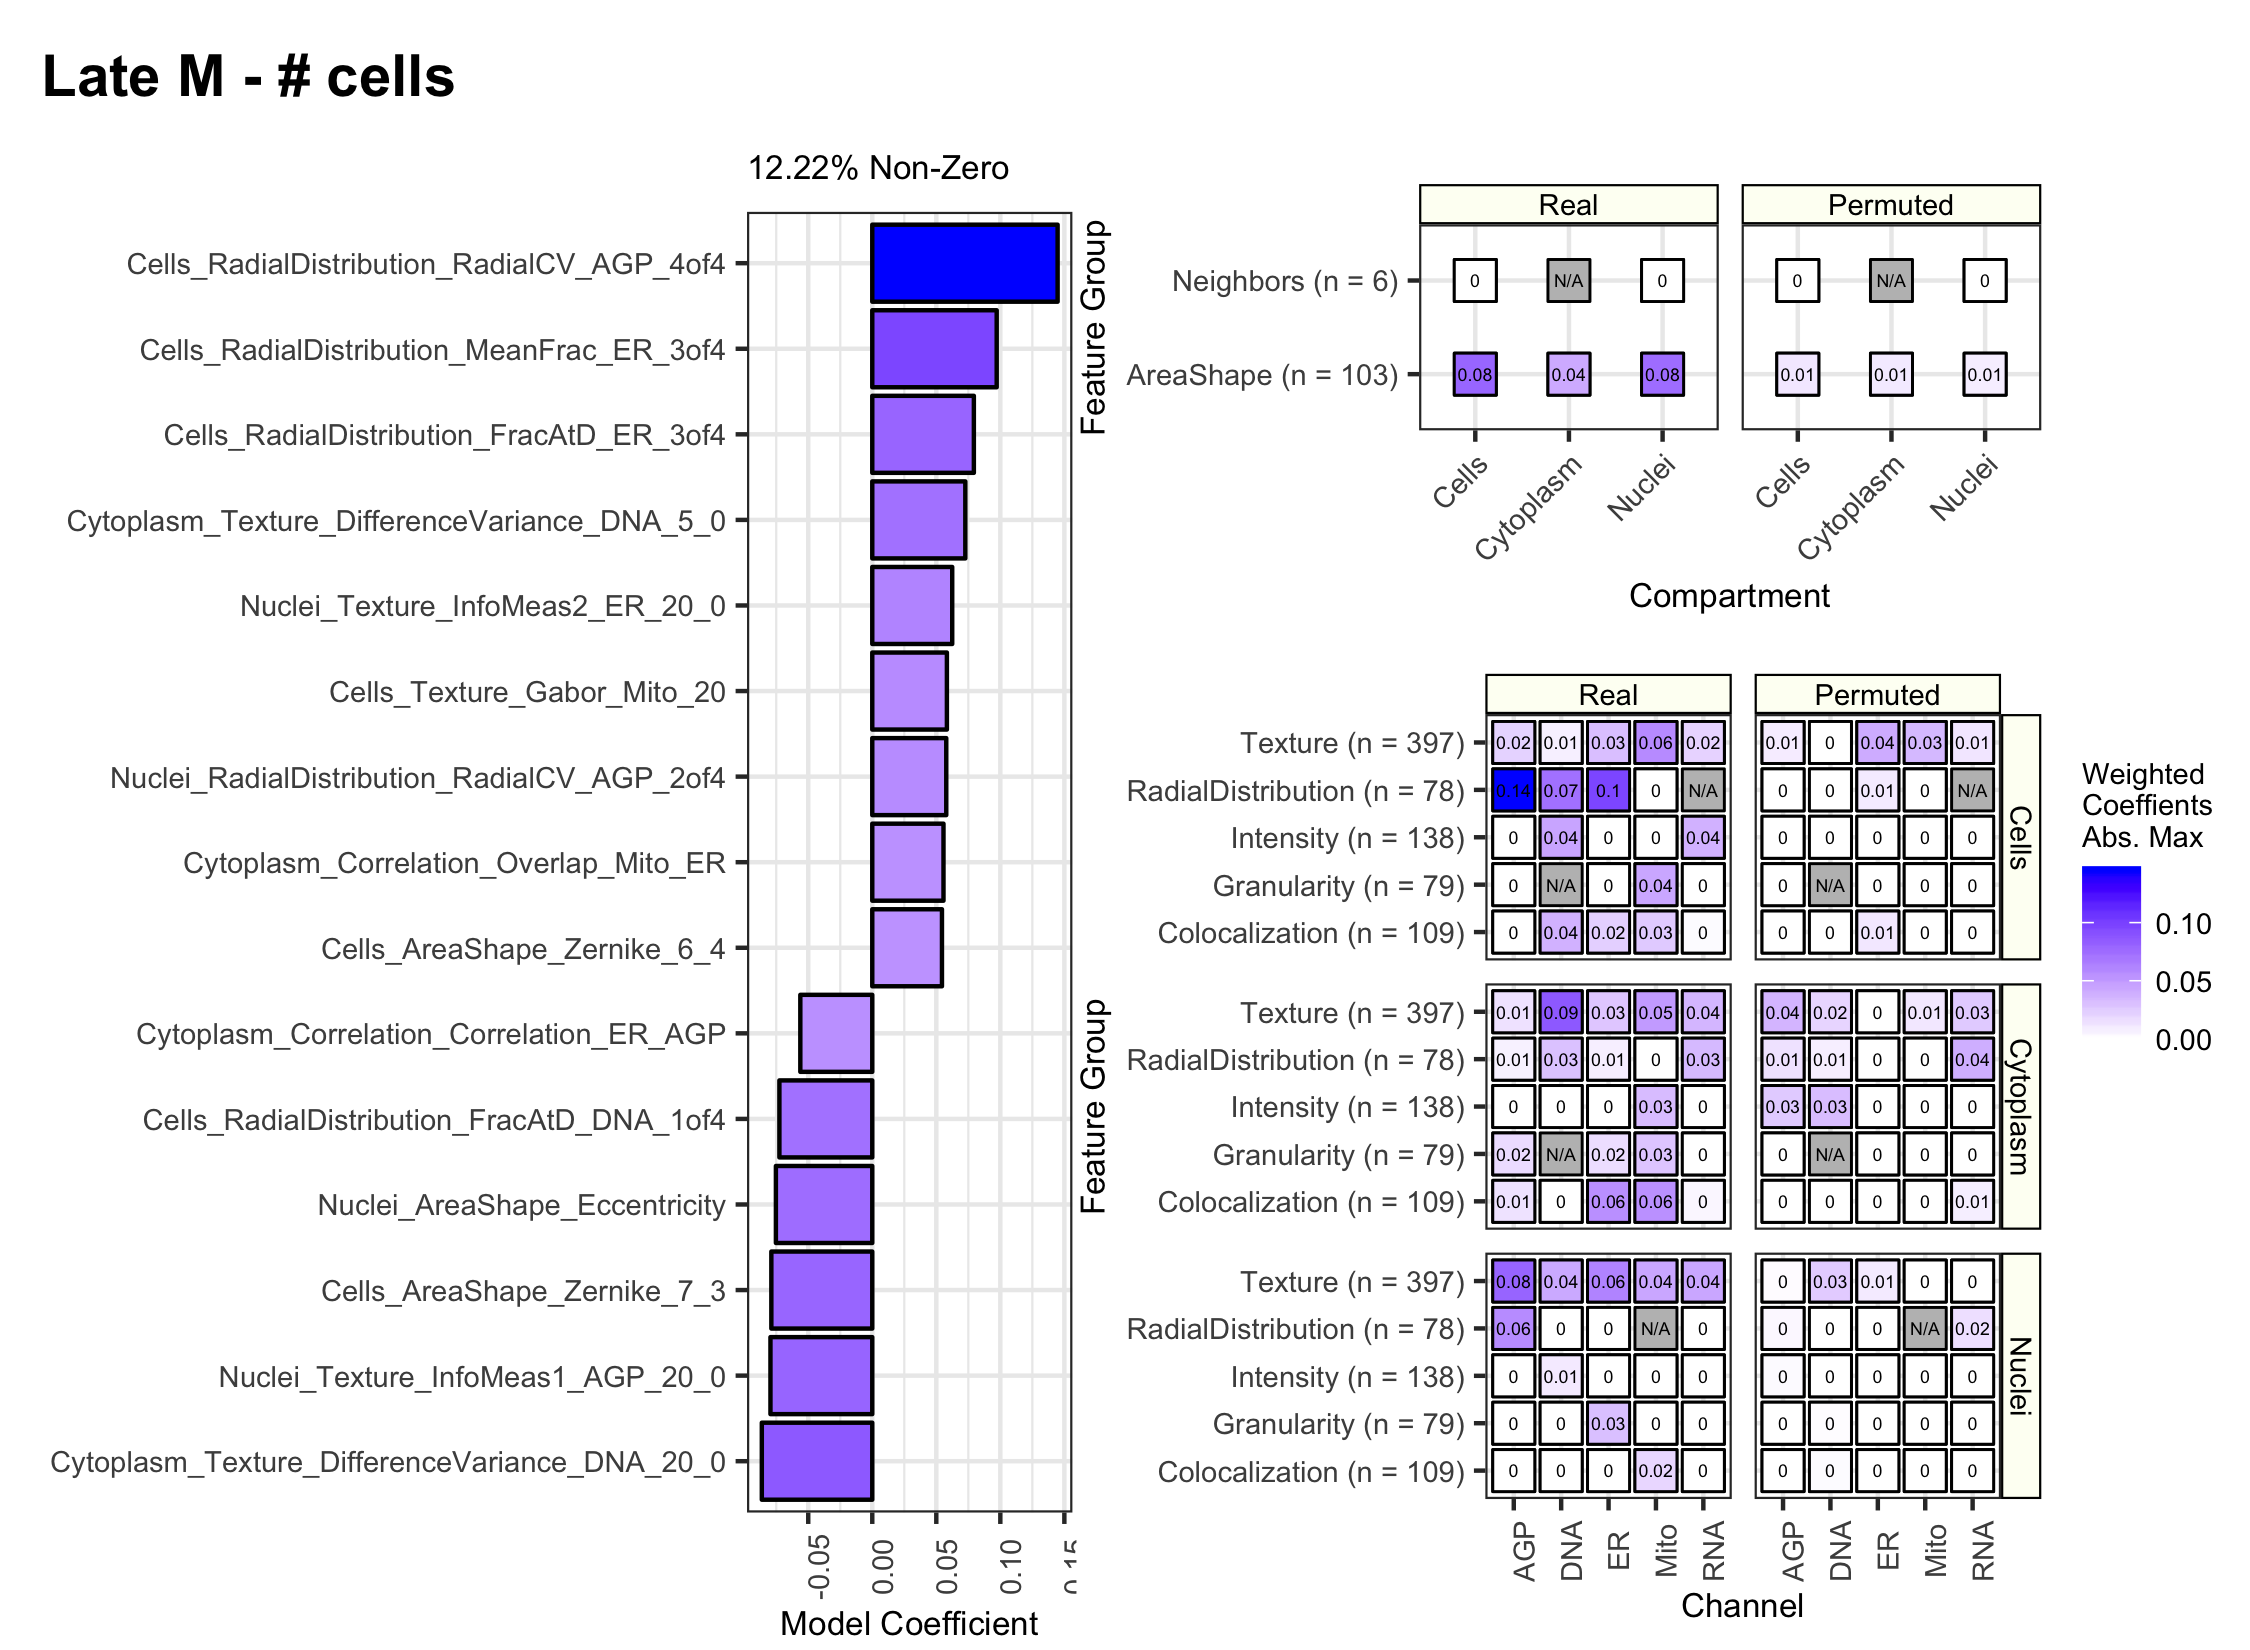 Late M - # cells
12.22% Non-Zero
Cells_RadialDistribution_RadialCV_AGP_4of4
Cells_RadialDistribution_MeanFrac_ER_3of4
Cells_RadialDistribution_FracAtD_ER_3of4
Cytoplasm_Texture_DifferenceVariance_DNA_5_0
Nuclei_Texture_InfoMeas2_ER_20_0
Cells_Texture_Gabor_Mito_20
Nuclei_RadialDistribution_RadialCV_AGP_2of4
Cytoplasm_Correlation_Overlap_Mito_ER
Cells_AreaShape_Zernike_6_4
Cytoplasm_Correlation_Correlation_ER_AGP
Cells_RadialDistribution_FracAtD_DNA_1of4
Nuclei_AreaShape_Eccentricity
Cells_AreaShape_Zernike_7_3
Nuclei_Texture_InfoMeas1_AGP_20_0
Cytoplasm_Texture_DifferenceVariance_DNA_20_0
-0.05 0.00 0.05 0.10 0.15
Model Coefficient
Feature Group
Real Permuted
Neighbors (n = 6) 0 N/A 0 0 N/A 0
AreaShape (n = 103) 0.08 0.04 0.08 0.01 0.01 0.01
Cells Cytoplasm Nuclei Cells Cytoplasm Nuclei
Compartment
Feature Group
Real Permuted
Texture (n = 397) 0.02 0.01 0.03 0.06 0.02 0.01 0 0.04 0.03 0.01
RadialDistribution (n = 78) 0.14 0.07 0.1 0 N/A 0 0 0.01 0 N/A
Intensity (n = 138) 0 0.04 0 0 0.04 0 0 0 0 0
Granularity (n = 79) 0 N/A 0 0.04 0 0 N/A 0 0 0
Colocalization (n = 109) 0 0.04 0.02 0.03 0 0 0 0.01 0 0
Cells
Texture (n = 397) 0.01 0.09 0.03 0.05 0.04 0.04 0.02 0 0.01 0.03
RadialDistribution (n = 78) 0.01 0.03 0.01 0 0.03 0.01 0.01 0 0 0.04
Intensity (n = 138) 0 0 0 0.03 0 0.03 0.03 0 0 0
Granularity (n = 79) 0.02 N/A 0.02 0.03 0 0 N/A 0 0 0
Colocalization (n = 109) 0.01 0 0.06 0.06 0 0 0 0 0 0.01
Cytoplasm
Texture (n = 397) 0.08 0.04 0.06 0.04 0.04 0 0.03 0.01 0 0
RadialDistribution (n = 78) 0.06 0 0 N/A 0 0 0 0 N/A 0.02
Intensity (n = 138) 0 0.01 0 0 0 0 0 0 0 0
Granularity (n = 79) 0 0 0.03 0 0 0 0 0 0 0
Colocalization (n = 109) 0 0 0 0.02 0 0 0 0 0 0
Nuclei
AGP DNA ER Mito RNA AGP DNA ER Mito RNA
Channel
Weighted
Coeffients
Abs. Max
0.10
0.05
0.00